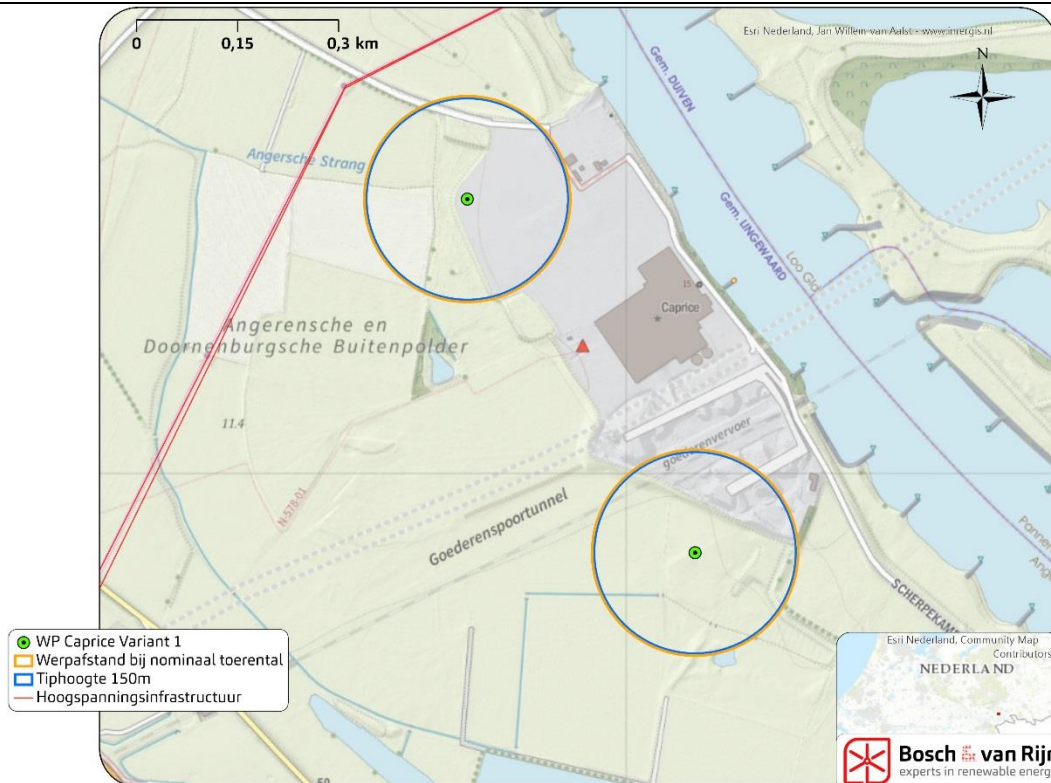 0 0,15 0,3 km
Esri Nederland, Jan Willem van Aalst - www.imergis.nl
N
Gem. DUIVEN
Gem. LINGEWAARD
Angersche Strang
Loo Gld
15
Caprice
Angerensche en
Doornenburgsche Buitenpolder
11.4
goederenvervoer
N-578-01
Goederenspoortunnel
SCHERPEKAM
Panner
Ange
WP Caprice Variant 1
Werpafstand bij nominaal toerental
Tiphoogte 150m
Hoogspanningsinfrastructuur
Esri Nederland, Community Map
Contributors
NEDERLAND
Bosch & van Rijn
experts in renewable energ